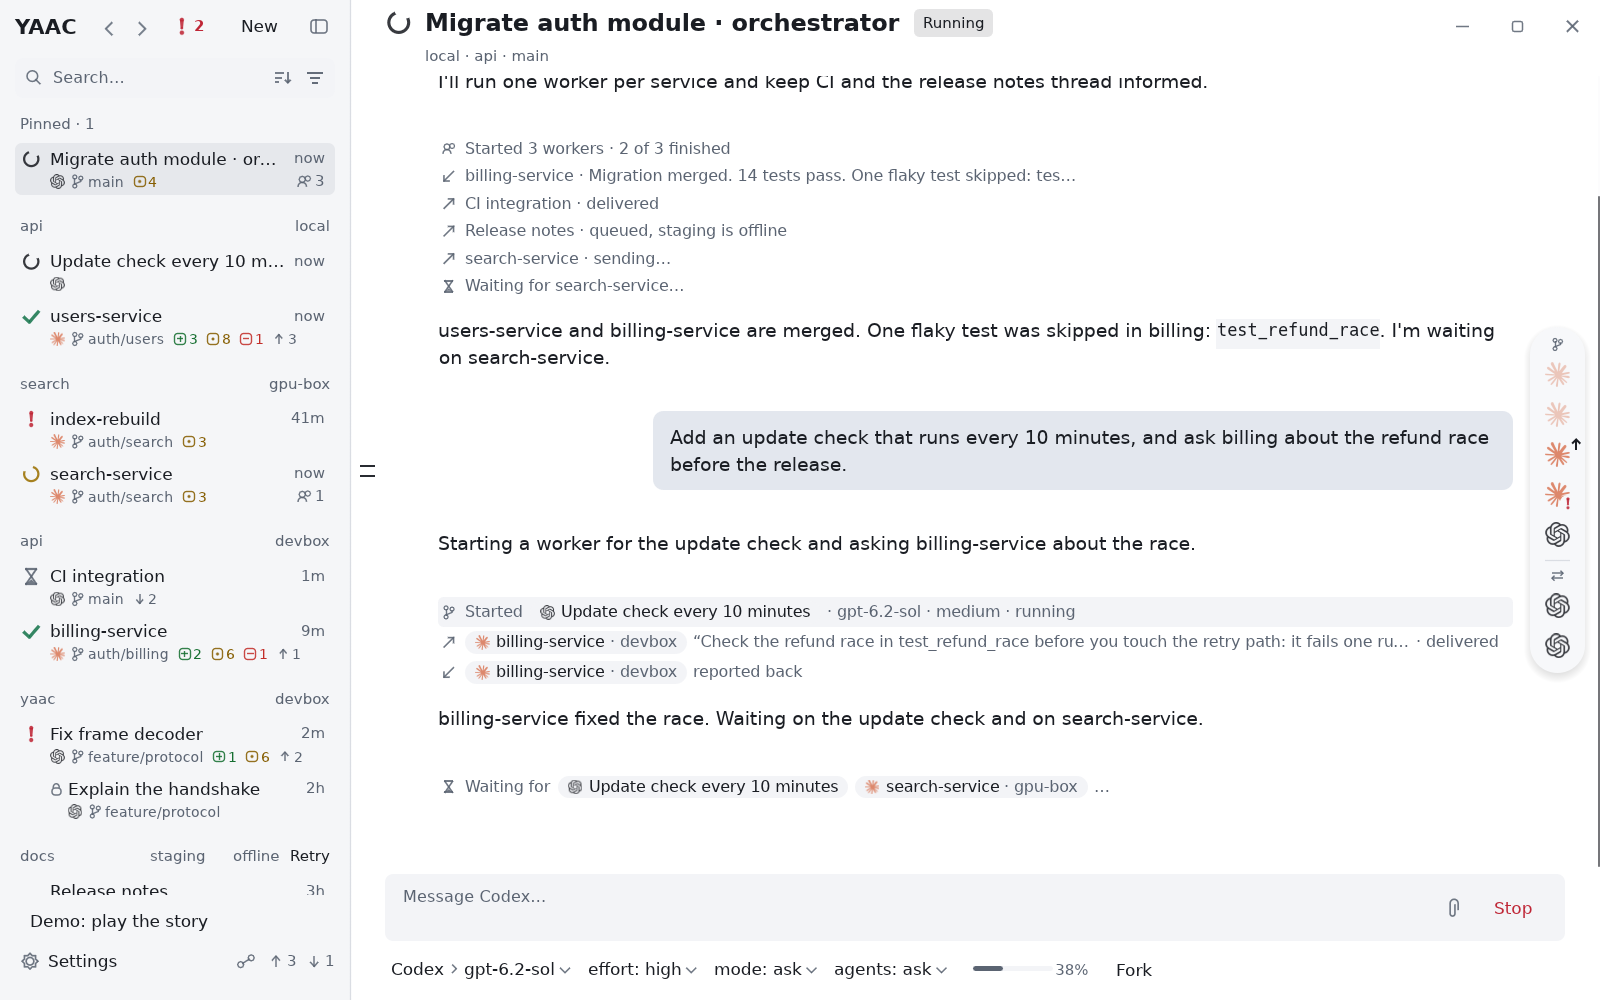 YAAC
2
New
Search...
Pinned · 1
Migrate auth module · or... now
main 4 3
api local
Update check every 10 m... now
users-service now
auth/users 3 8 1 ↑3
search gpu-box
index-rebuild 41m
auth/search 3
search-service now
auth/search 3 1
api devbox
CI integration 1m
main ↓2
billing-service 9m
auth/billing 2 6 1 ↑1
yaac devbox
Fix frame decoder 2m
feature/protocol 1 6 ↑2
Explain the handshake 2h
feature/protocol
docs staging offline Retry
Release notes 3h
Demo: play the story
Settings ↑3 ↓1
Migrate auth module · orchestrator Running
local · api · main
I'll run one worker per service and keep CI and the release notes thread informed.
Started 3 workers · 2 of 3 finished
↙ billing-service · Migration merged. 14 tests pass. One flaky test skipped: tes...
↗ CI integration · delivered
↗ Release notes · queued, staging is offline
↗ search-service · sending...
Waiting for search-service...
users-service and billing-service are merged. One flaky test was skipped in billing: test_refund_race. I'm waiting
on search-service.
Add an update check that runs every 10 minutes, and ask billing about the refund race
before the release.
Starting a worker for the update check and asking billing-service about the race.
Started Update check every 10 minutes · gpt-6.2-sol · medium · running
↗ billing-service · devbox “Check the refund race in test_refund_race before you touch the retry path: it fails one ru... · delivered
↙ billing-service · devbox reported back
billing-service fixed the race. Waiting on the update check and on search-service.
Waiting for Update check every 10 minutes search-service · gpu-box ...
Message Codex...
Stop
Codex > gpt-6.2-sol effort: high mode: ask agents: ask 38% Fork